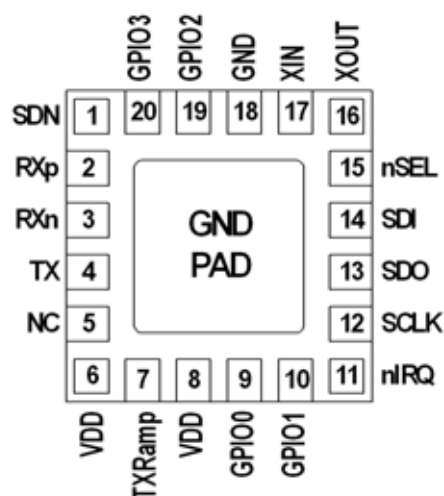 GPIO3
GPIO2
GND
XIN
XOUT
20
19
18
17
16
SDN
1
RXp
2
RXn
3
TX
4
NC
5
GND
PAD
15
nSEL
14
SDI
13
SDO
12
SCLK
6
7
8
9
10
11
nIRQ
VDD
TXRamp
VDD
GPIO0
GPIO1